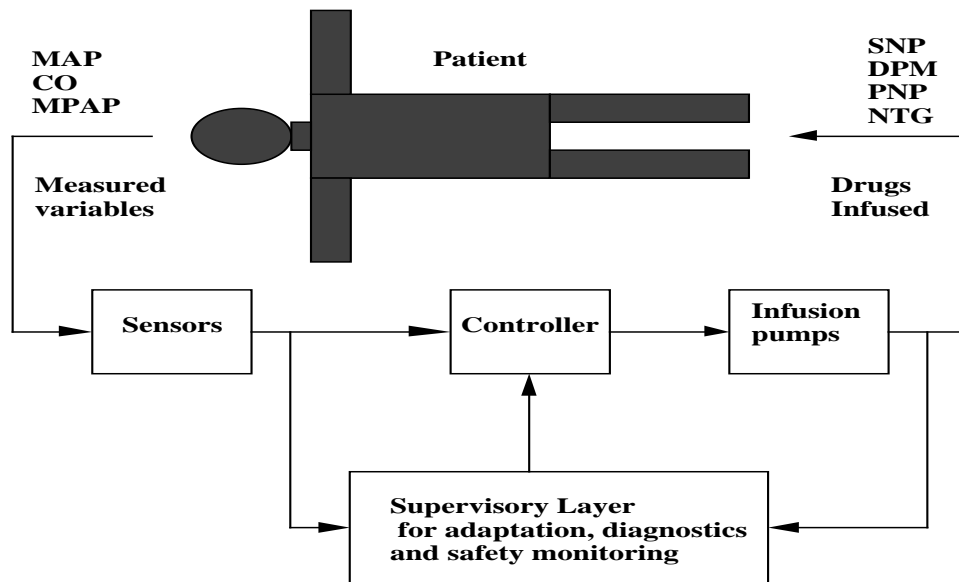 MAP
CO
MPAP
Patient
SNP
DPM
PNP
NTG
Measured
variables
Drugs
Infused
Sensors
Controller
Infusion
pumps
Supervisory Layer
for adaptation, diagnostics
and safety monitoring